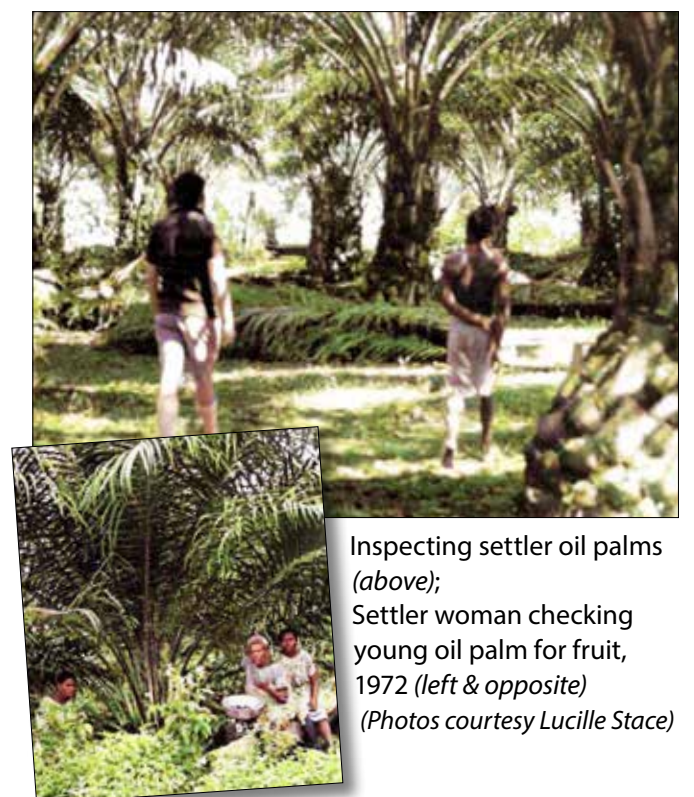 Inspecting settler oil palms
(above);
Settler woman checking
young oil palm for fruit,
1972 (left & opposite)
(Photos courtesy Lucille Stace)